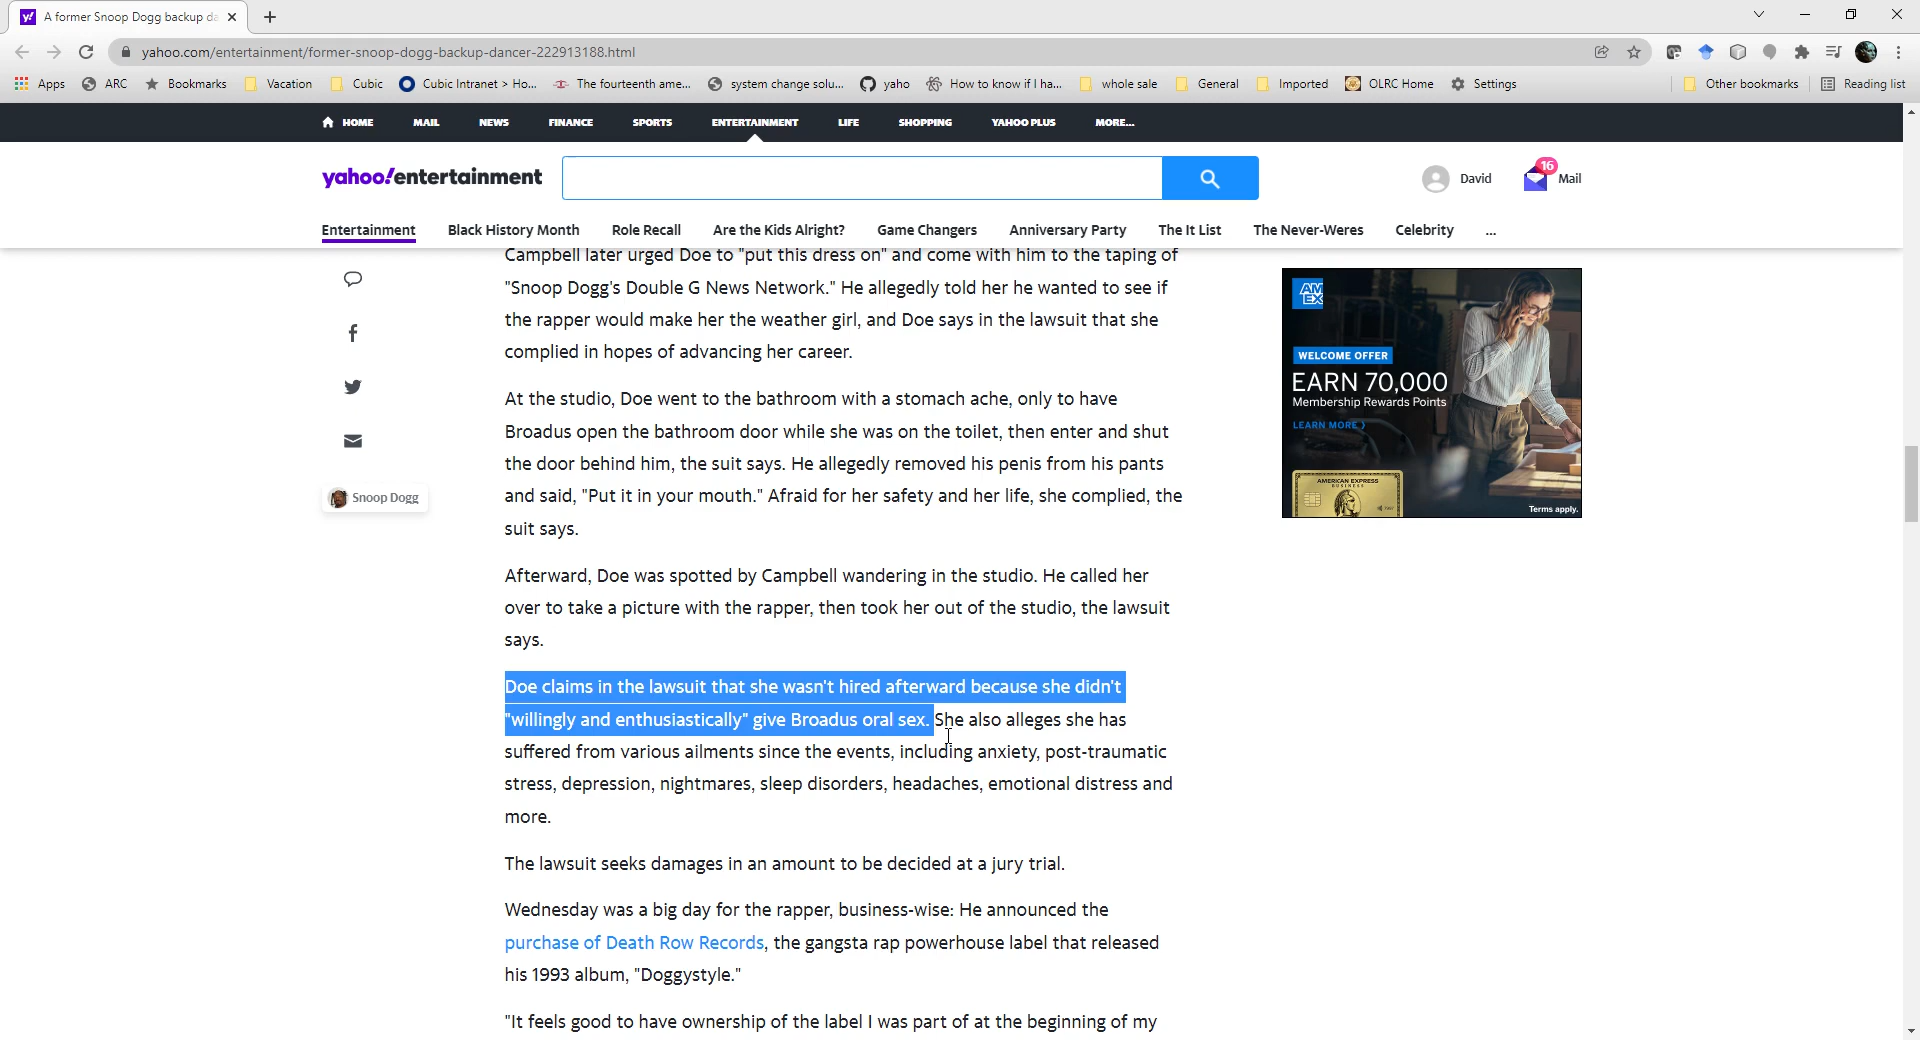 A former Snoop Dogg backup da
yahoo.com/entertainment/former-snoop-dogg-backup-dancer-222913188.html
Apps ARC Bookmarks Vacation Cubic Cubic Intranet > Ho... The fourteenth ame... system change solu... yaho How to know if I ha... whole sale General Imported OLRC Home Settings Other bookmarks Reading list
HOME MAIL NEWS FINANCE SPORTS ENTERTAINMENT LIFE SHOPPING YAHOO PLUS MORE...
yahoo!entertainment
David
16
Mail
Entertainment Black History Month Role Recall Are the Kids Alright? Game Changers Anniversary Party The It List The Never-Weres Celebrity ...
Campbell later urged Doe to "put this dress on" and come with him to the taping of
"Snoop Dogg's Double G News Network." He allegedly told her he wanted to see if
the rapper would make her the weather girl, and Doe says in the lawsuit that she
complied in hopes of advancing her career.
At the studio, Doe went to the bathroom with a stomach ache, only to have
Broadus open the bathroom door while she was on the toilet, then enter and shut
the door behind him, the suit says. He allegedly removed his penis from his pants
and said, "Put it in your mouth." Afraid for her safety and her life, she complied, the
suit says.
Afterward, Doe was spotted by Campbell wandering in the studio. He called her
over to take a picture with the rapper, then took her out of the studio, the lawsuit
says.
Doe claims in the lawsuit that she wasn't hired afterward because she didn't
"willingly and enthusiastically" give Broadus oral sex. She also alleges she has
suffered from various ailments since the events, including anxiety, post-traumatic
stress, depression, nightmares, sleep disorders, headaches, emotional distress and
more.
The lawsuit seeks damages in an amount to be decided at a jury trial.
Wednesday was a big day for the rapper, business-wise: He announced the
purchase of Death Row Records, the gangsta rap powerhouse label that released
his 1993 album, "Doggystyle."
"It feels good to have ownership of the label I was part of at the beginning of my
Snoop Dogg
AM
EX
WELCOME OFFER
EARN 70,000
Membership Rewards Points
LEARN MORE >
AMERICAN EXPRESS
BUSINESS
Terms apply.